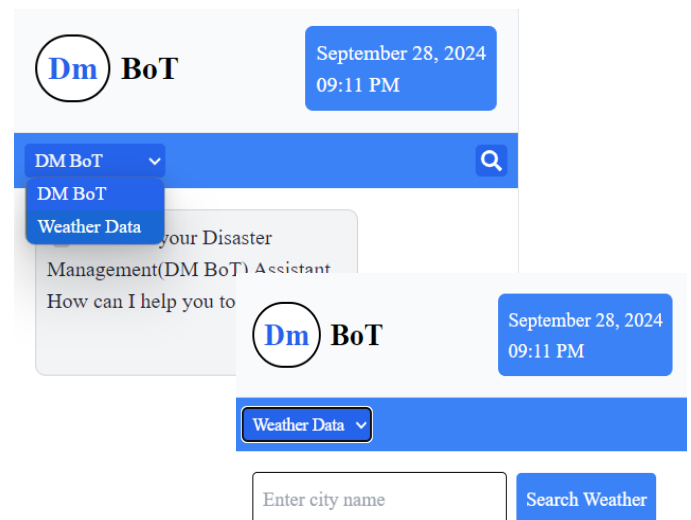 Dm BoT
September 28, 2024
09:11 PM
DM BoT
DM BoT
Weather Data
your Disaster
Management(DM BoT) Assistant
How can I help you to
Dm BoT
September 28, 2024
09:11 PM
Weather Data
Enter city name
Search Weather